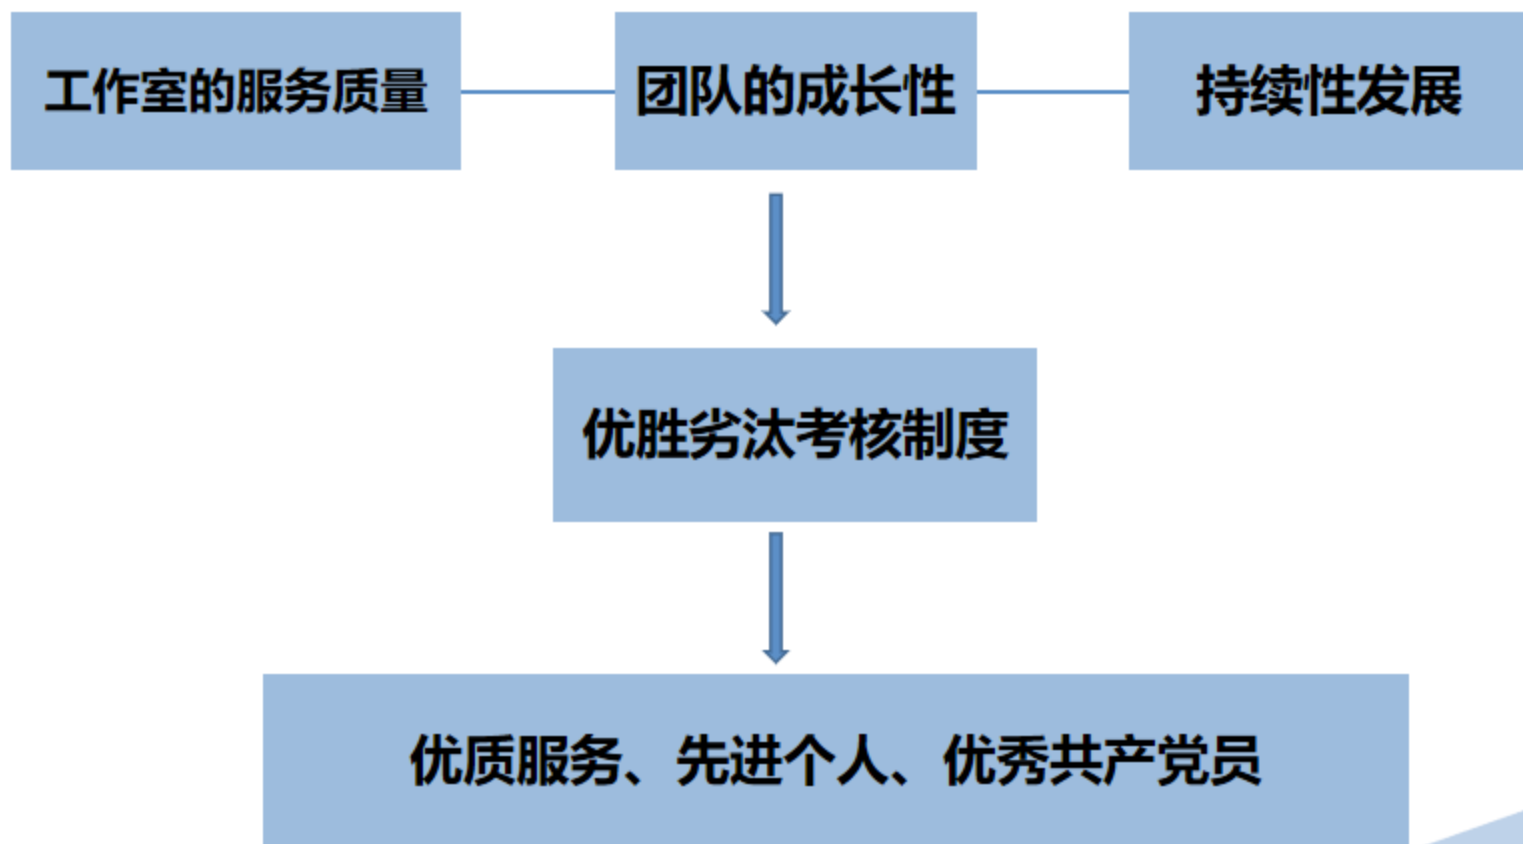 工作室的服务质量
团队的成长性
持续性发展
优胜劣汰考核制度
优质服务、先进个人、优秀共产党员